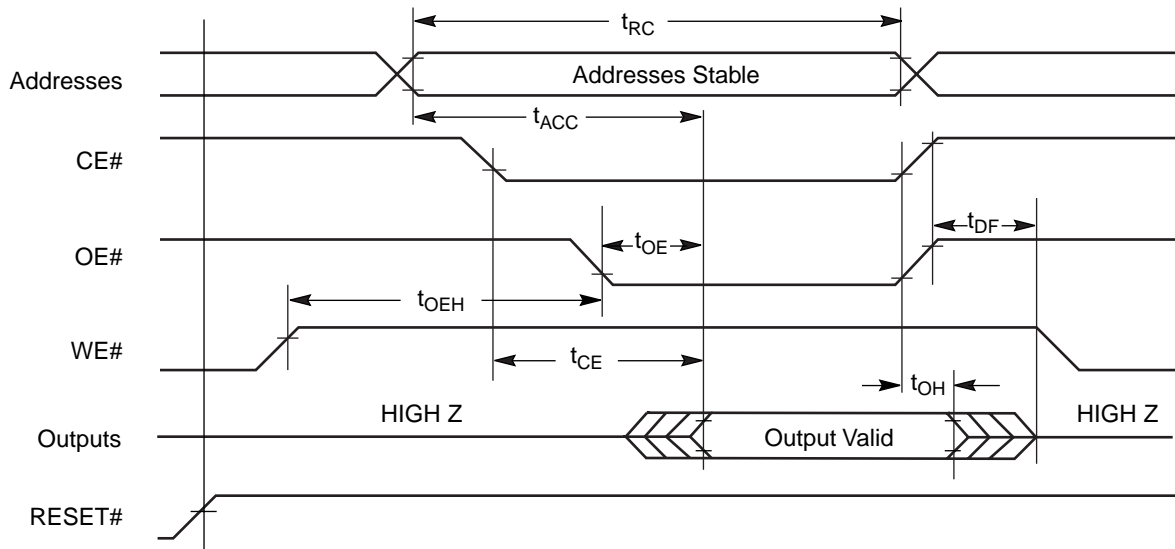 tRC
Addresses
Addresses Stable
tACC
CE#
tDF
OE#
tOE
tOEH
WE#
tCE
tOH
HIGH Z
HIGH Z
Outputs
Output Valid
RESET#